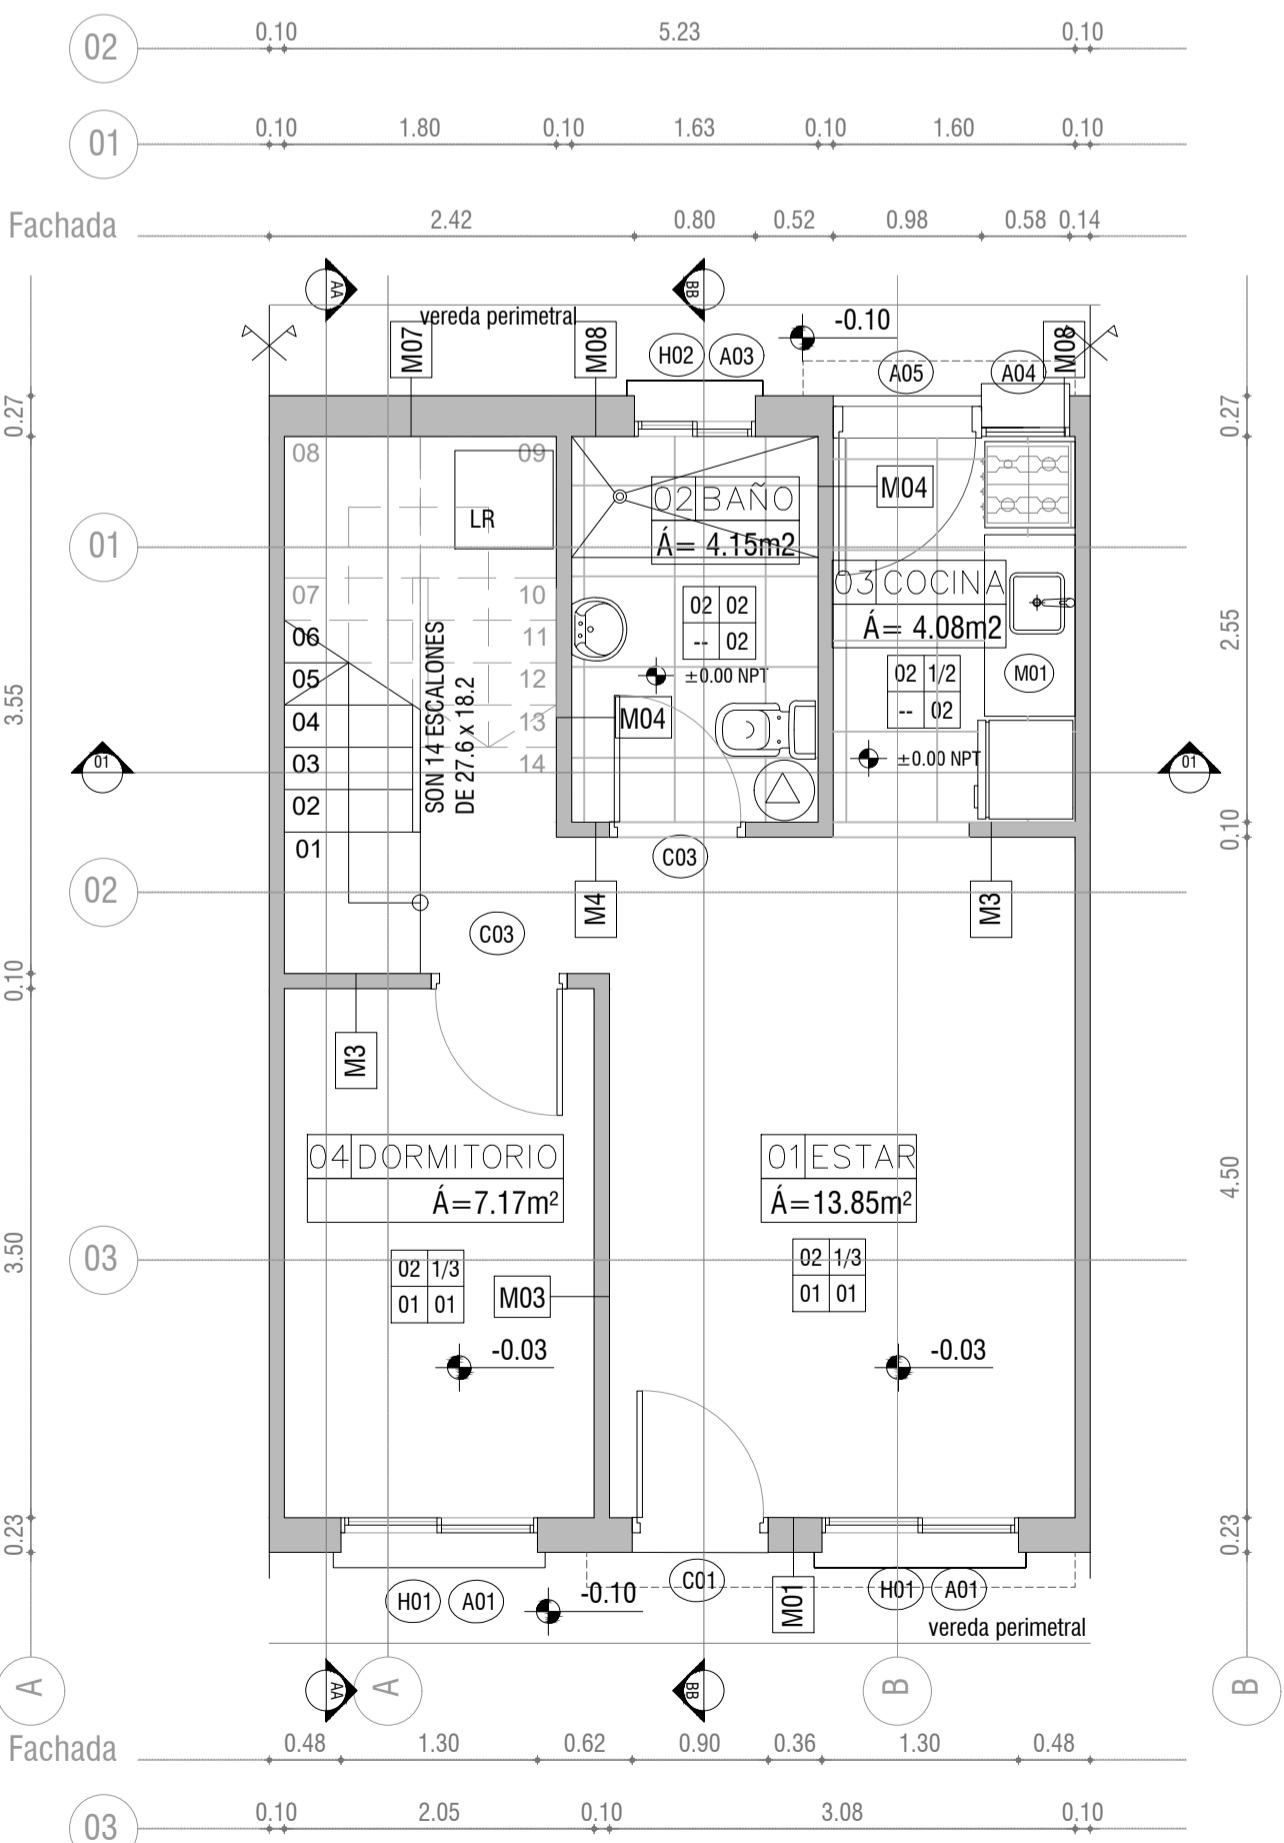 02
0.10 5.23 0.10
01
0.10 1.80 0.10 1.63 0.10 1.60 0.10
Fachada
2.42 0.80 0.52 0.98 0.58 0.14
AA
BB
vereda perimetral
-0.10
M07
M08
H02
A03
A05
A04
M08
0.27
0.27
08
09
LR
02 BAÑO
Á= 4.15m2
M04
01
07
10
03 COCINA
Á= 4.08m2
02 02
-- 02
06
11
05
12
±0.00 NPT
02 1/2
-- 02
M01
2.55
3.55
04
13
M04
03
14
±0.00 NPT
SON 14 ESCALONES
DE 27.6 x 18.2
01
01
02
01
C03
0.10
02
M4
M3
C03
0.10
M3
04 DORMITORIO
Á=7.17m²
01 ESTAR
Á=13.85m²
4.50
3.50
03
02 1/3
01 01
M03
02 1/3
01 01
-0.03
-0.03
0.23
0.23
H01
A01
-0.10
C01
M01
H01
A01
vereda perimetral
A
AA
A
BB
B
B
Fachada
0.48 1.30 0.62 0.90 0.36 1.30 0.48
03
0.10 2.05 0.10 3.08 0.10